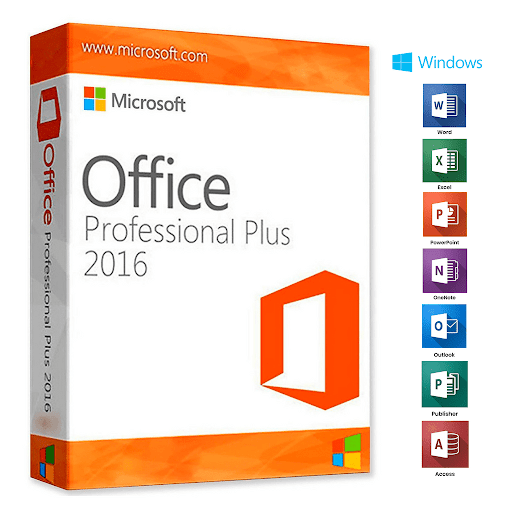 www.microsoft.com
Microsoft
Office
Professional Plus
2016
Office Professional Plus 2016
Windows
W
Word
X
Excel
P
PowerPoint
N
OneNote
O
Outlook
P
Publisher
A
Access